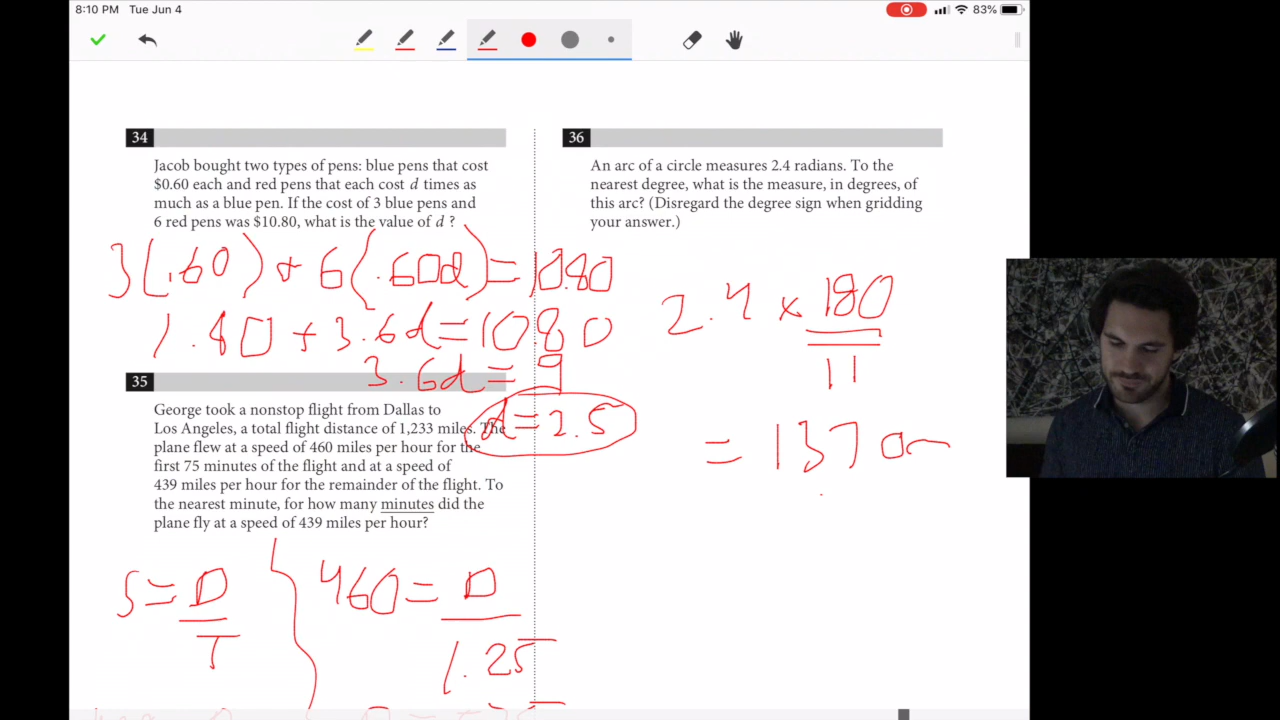 8:10 PM Tue Jun 4
83%
34
Jacob bought two types of pens: blue pens that cost
$0.60 each and red pens that each cost d times as
much as a blue pen. If the cost of 3 blue pens and
6 red pens was $10.80, what is the value of d ?
3(.60) + 6(.60d) = 10.80
1.80 + 3.6d = 10.80
3.6d = 9
d = 2.5
35
George took a nonstop flight from Dallas to
Los Angeles, a total flight distance of 1,233 miles. The
plane flew at a speed of 460 miles per hour for the
first 75 minutes of the flight and at a speed of
439 miles per hour for the remainder of the flight. To
the nearest minute, for how many minutes did the
plane fly at a speed of 439 miles per hour?
S = D
T
460 = D
1.25
36
An arc of a circle measures 2.4 radians. To the
nearest degree, what is the measure, in degrees, of
this arc? (Disregard the degree sign when gridding
your answer.)
2.4 × 180
π
= 137 or